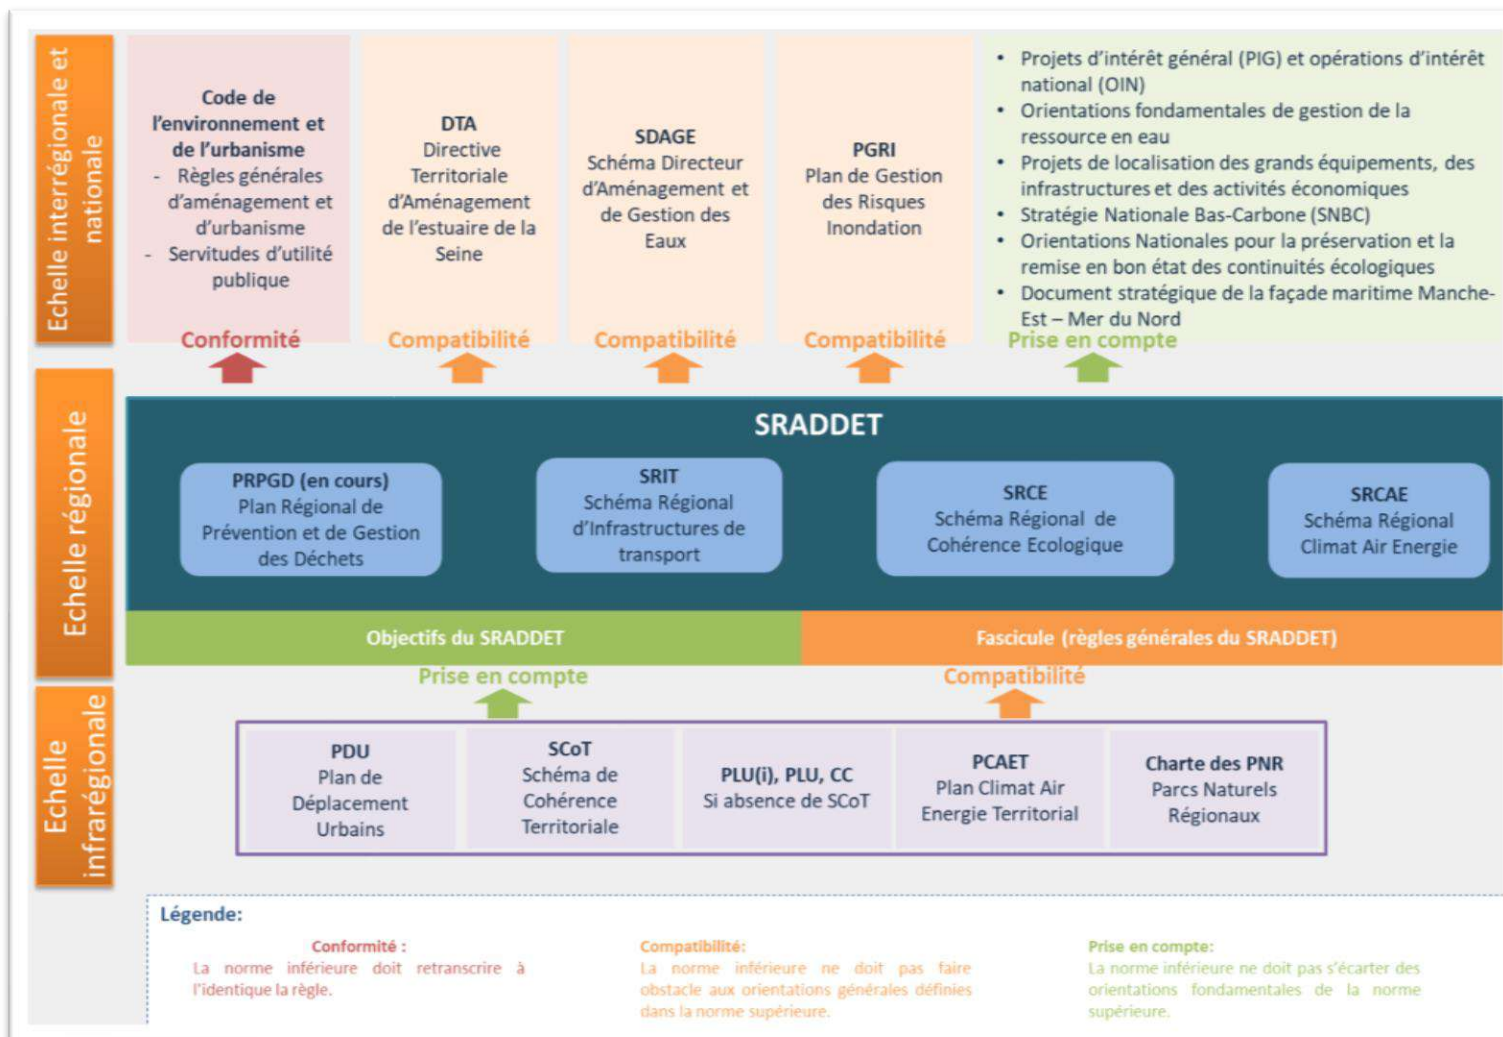 Echelle interrégionale et
nationale
Code de
l'environnement et
de l'urbanisme
- Règles générales
d'aménagement et
d'urbanisme
- Servitudes d'utilité
publique
Conformité
DTA
Directive
Territoriale
d'Aménagement
de l'estuaire de la
Seine
Compatibilité
SDAGE
Schéma Directeur
d'Aménagement et
de Gestion des
Eaux
Compatibilité
PGRI
Plan de Gestion
des Risques
Inondation
Compatibilité
• Projets d'intérêt général (PIG) et opérations d'intérêt
national (OIN)
• Orientations fondamentales de gestion de la
ressource en eau
• Projets de localisation des grands équipements, des
infrastructures et des activités économiques
• Stratégie Nationale Bas-Carbone (SNBC)
• Orientations Nationales pour la préservation et la
remise en bon état des continuités écologiques
• Document stratégique de la façade maritime Manche-
Est – Mer du Nord
Prise en compte
Echelle régionale
SRADDET
PRPGD (en cours)
Plan Régional de
Prévention et de Gestion
des Déchets
SRIT
Schéma Régional
d'Infrastructures de
transport
SRCE
Schéma Régional de
Cohérence Ecologique
SRCAE
Schéma Régional
Climat Air Energie
Objectifs du SRADDET
Fascicule (règles générales du SRADDET)
Prise en compte
Compatibilité
Echelle
infrarégionale
PDU
Plan de
Déplacement
Urbains
SCoT
Schéma de
Cohérence
Territoriale
PLU(i), PLU, CC
Si absence de SCoT
PCAET
Plan Climat Air
Energie Territorial
Charte des PNR
Parcs Naturels
Régionaux
Légende:
Conformité :
La norme inférieure doit retranscrire à
l'identique la règle.
Compatibilité:
La norme inférieure ne doit pas faire
obstacle aux orientations générales définies
dans la norme supérieure.
Prise en compte:
La norme inférieure ne doit pas s'écarter des
orientations fondamentales de la norme
supérieure.